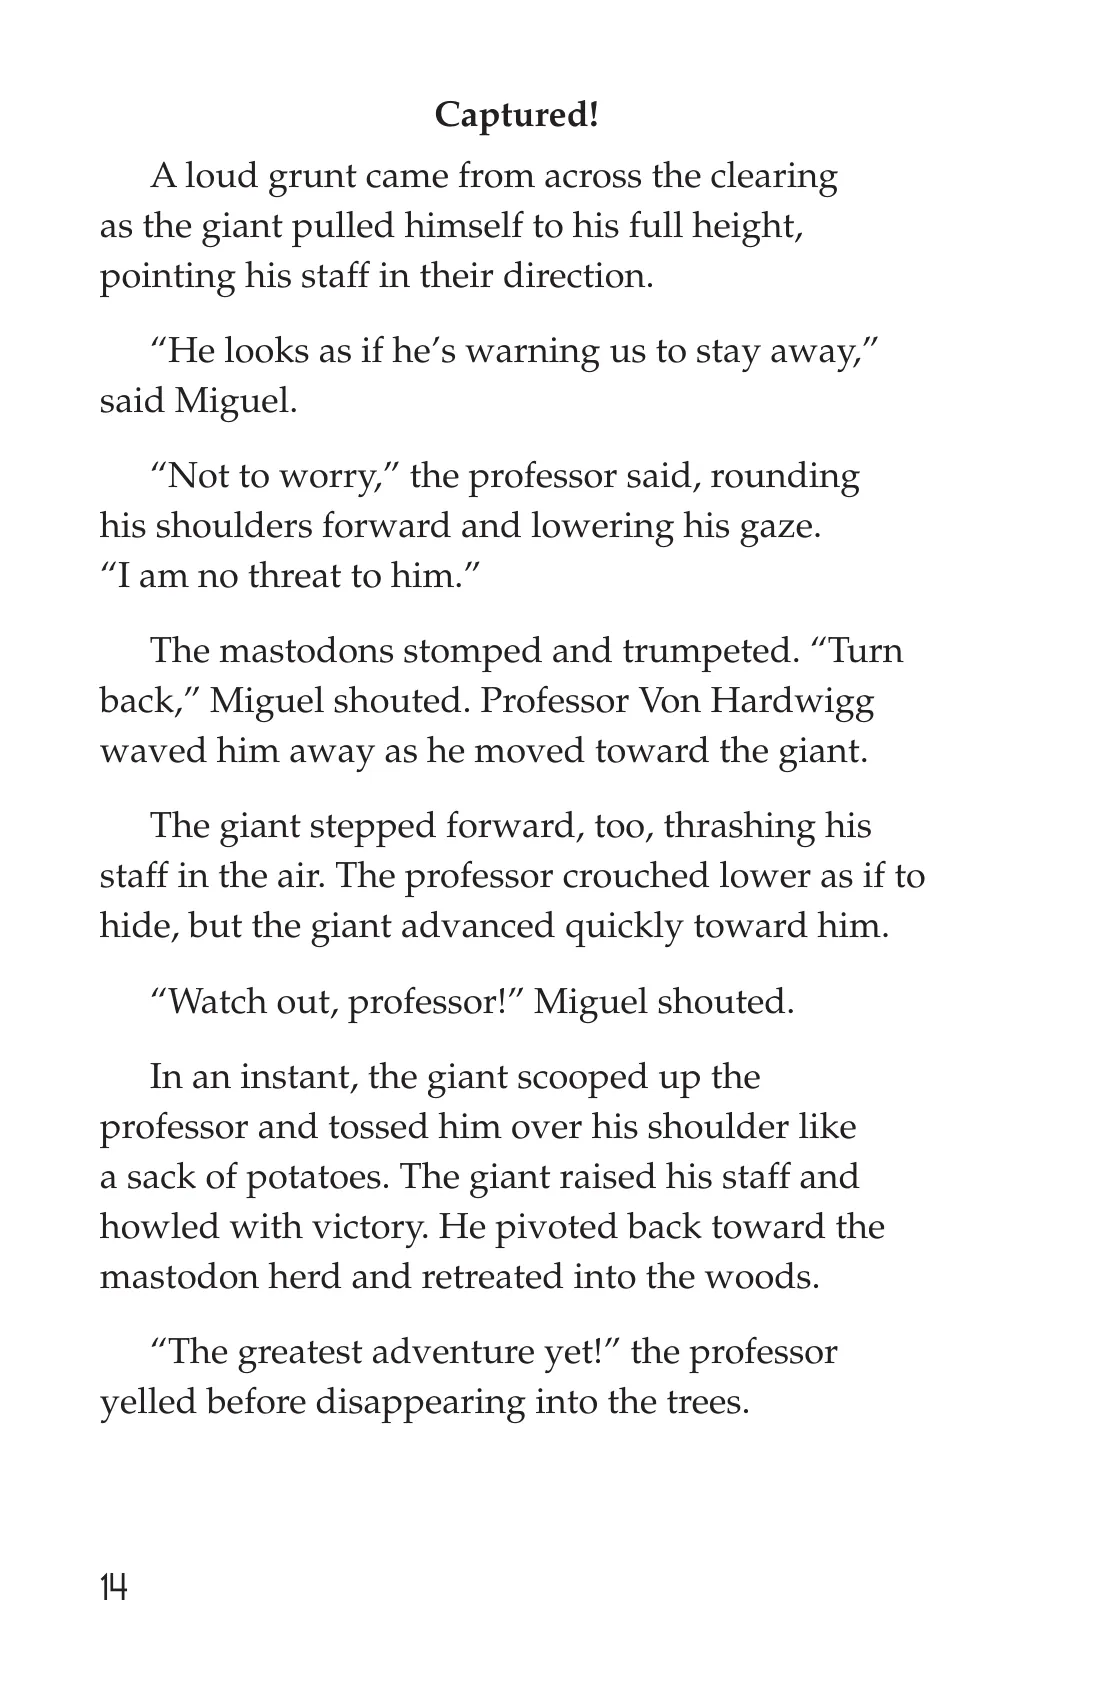 Captured!
A loud grunt came from across the clearing
as the giant pulled himself to his full height,
pointing his staff in their direction.
“He looks as if he’s warning us to stay away,”
said Miguel.
“Not to worry,” the professor said, rounding
his shoulders forward and lowering his gaze.
“I am no threat to him.”
The mastodons stomped and trumpeted. “Turn
back,” Miguel shouted. Professor Von Hardwigg
waved him away as he moved toward the giant.
The giant stepped forward, too, thrashing his
staff in the air. The professor crouched lower as if to
hide, but the giant advanced quickly toward him.
“Watch out, professor!” Miguel shouted.
In an instant, the giant scooped up the
professor and tossed him over his shoulder like
a sack of potatoes. The giant raised his staff and
howled with victory. He pivoted back toward the
mastodon herd and retreated into the woods.
“The greatest adventure yet!” the professor
yelled before disappearing into the trees.
14